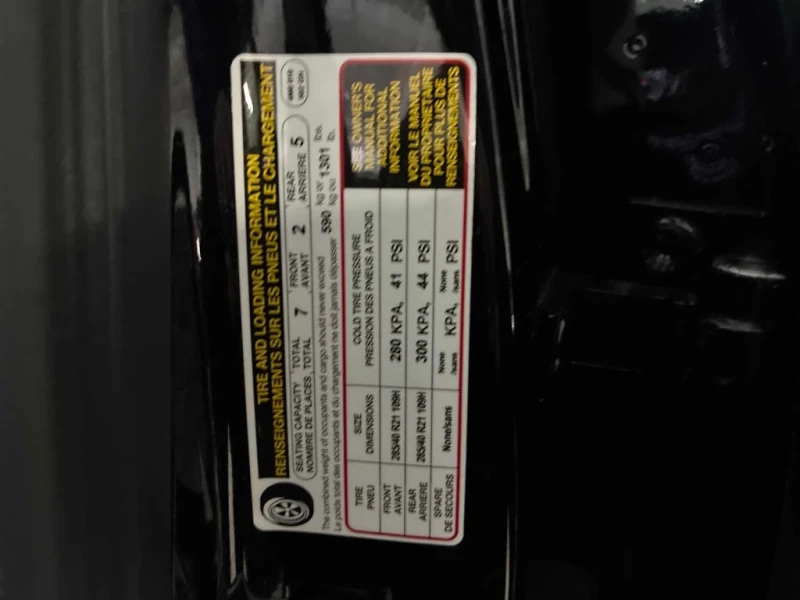 TIRE AND LOADING INFORMATION
RENSEIGNEMENTS SUR LES PNEUS ET LE CHARGEMENT
SEATING CAPACITY TOTAL 7 FRONT 2 REAR 5
NOMBRE DE PLACES TOTAL AVANT ARRIERE
The combined weight of occupants and cargo should never exceed 590 kg or 1301 lbs.
Le poids total des occupants et du chargement ne doit jamais dépasser kg ou lb.
TIRE SIZE COLD TIRE PRESSURE
PNEU DIMENSIONS PRESSION DES PNEUS A FROID
FRONT
AVANT 285/40 R21 109H 280 KPA, 41 PSI
REAR
ARRIERE 285/40 R21 109H 300 KPA, 44 PSI
SPARE None None
DE SECOURS None/sans /sans KPA, /sans PSI
SEE OWNER'S
MANUAL FOR
ADDITIONAL
INFORMATION
VOIR LE MANUEL
DU PROPRIETAIRE
POUR PLUS DE
RENSEIGNEMENTS